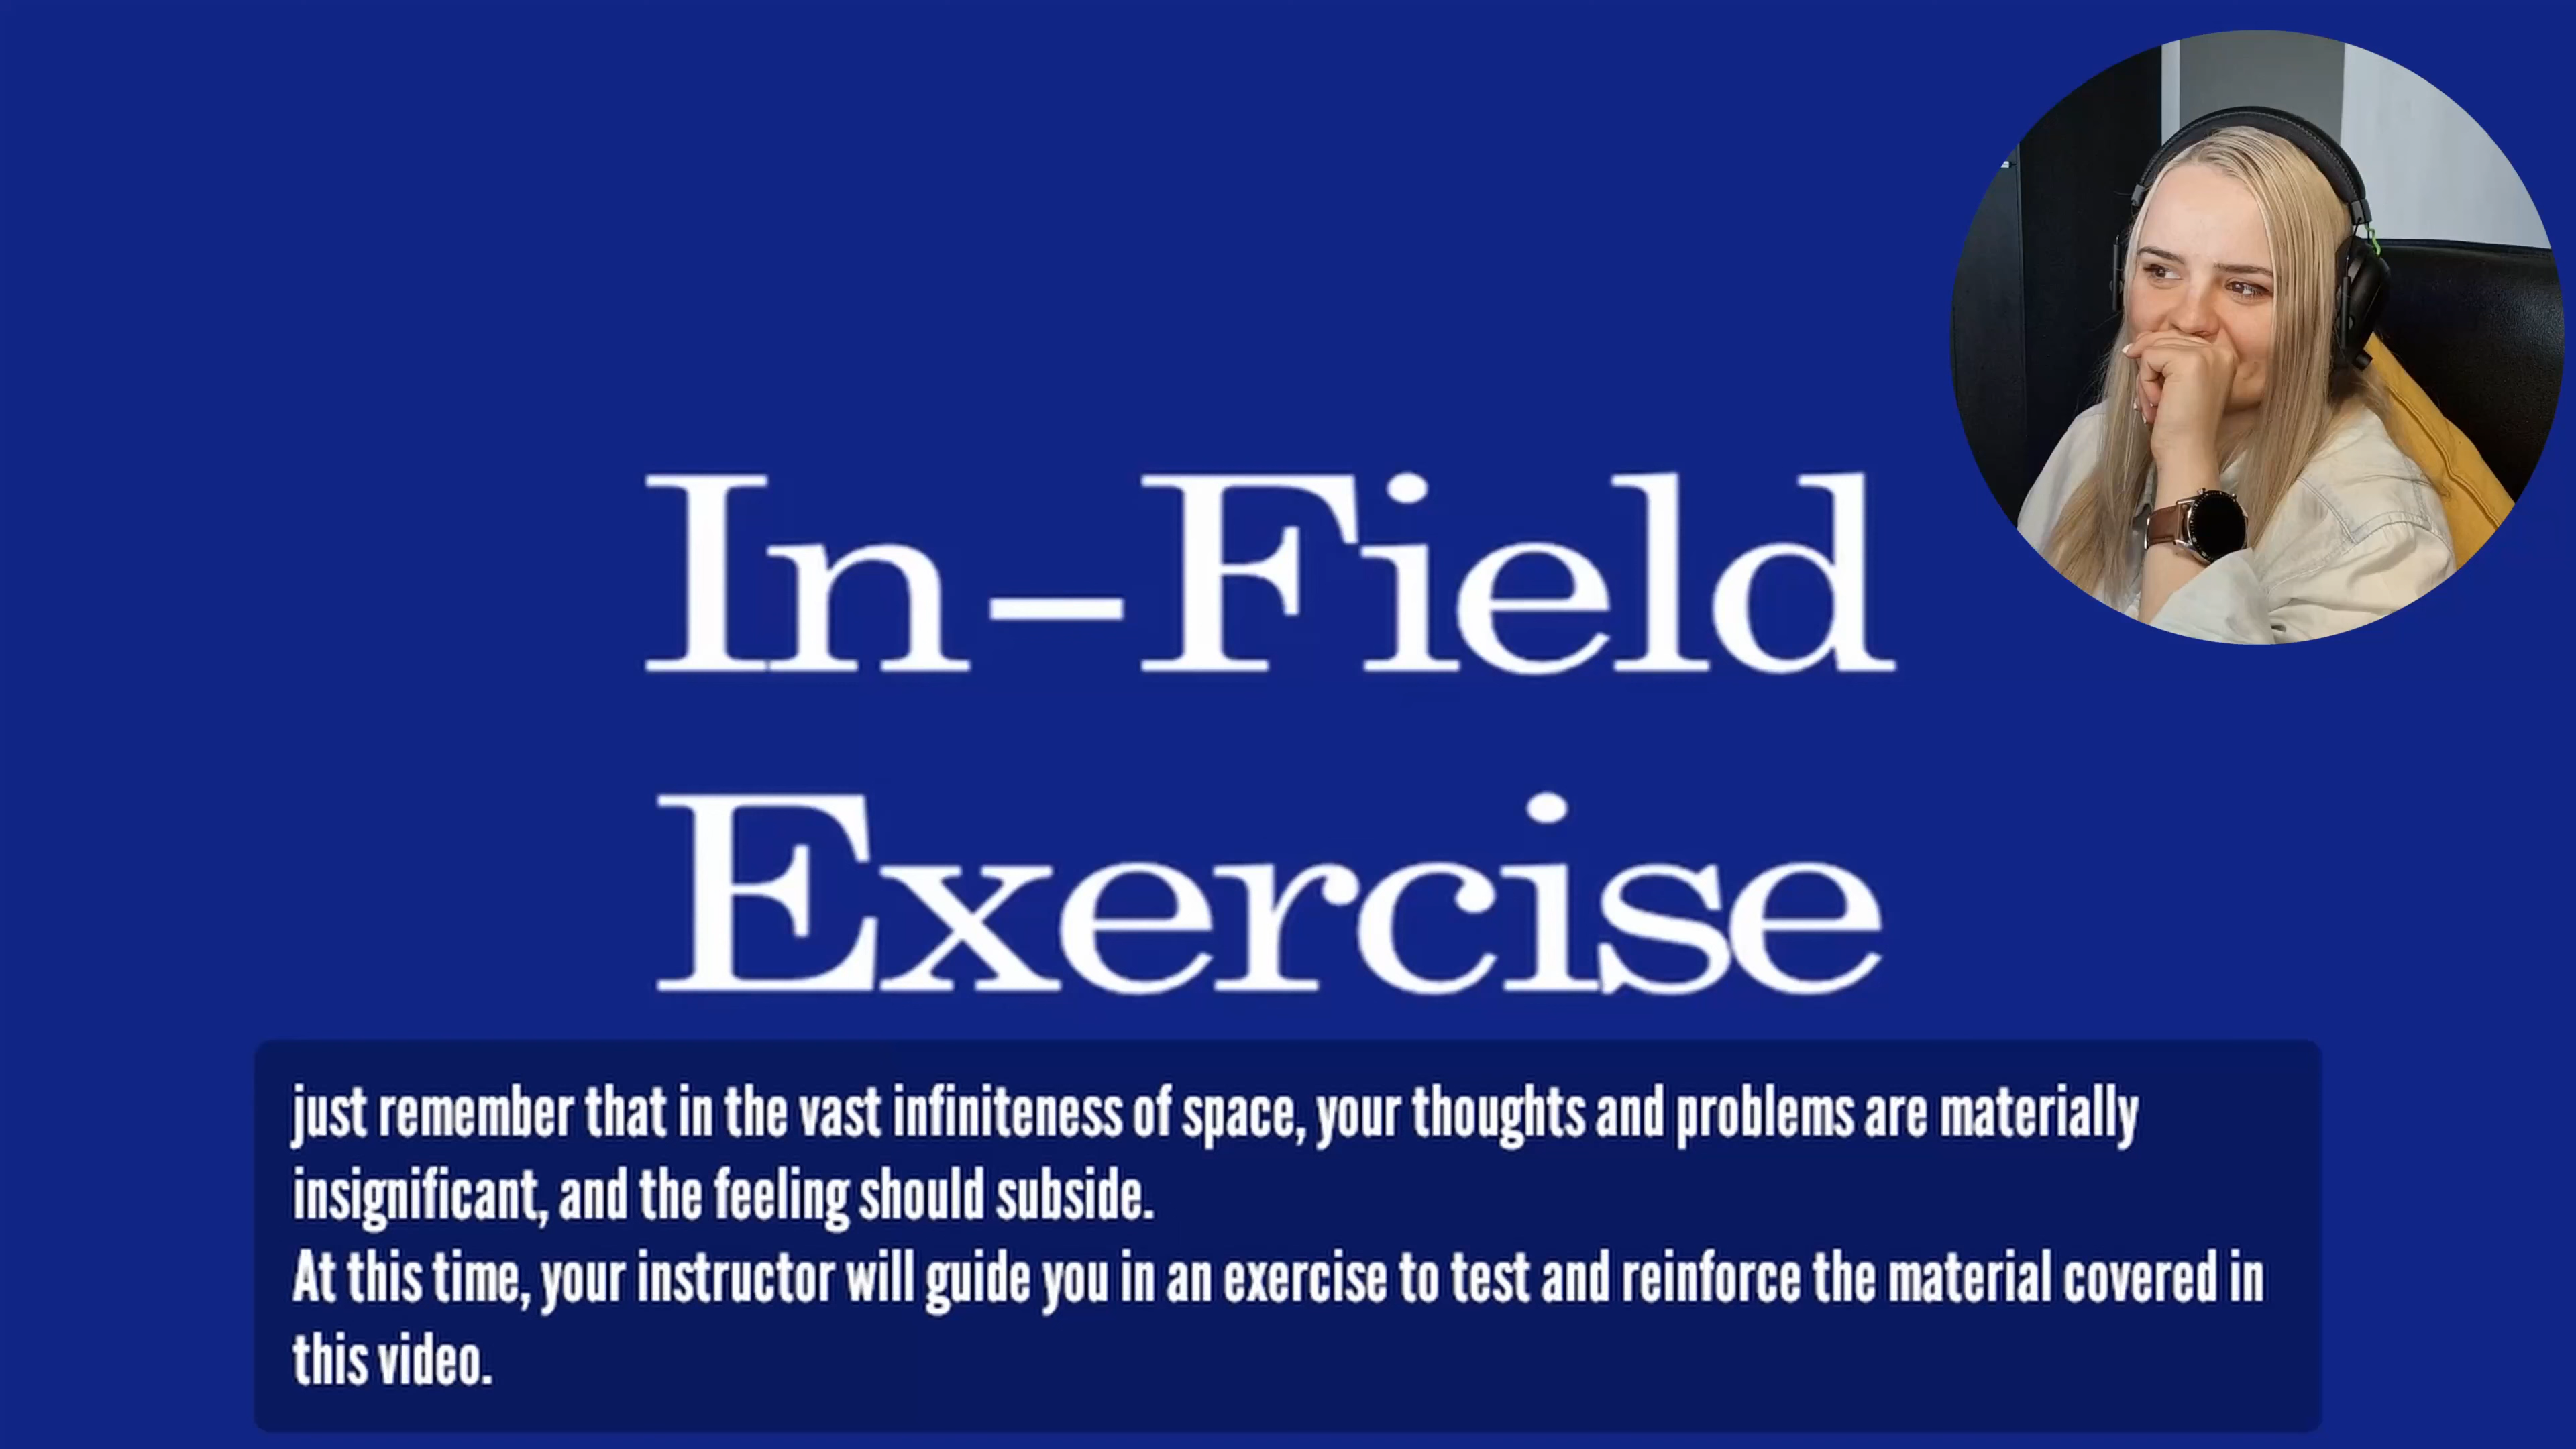 In-Field
Exercise
just remember that in the vast infiniteness of space, your thoughts and problems are materially
insignificant, and the feeling should subside.
At this time, your instructor will guide you in an exercise to test and reinforce the material covered in
this video.